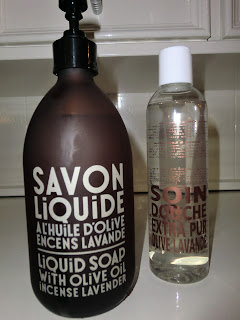 SAVON
LiQUiDE
A L'HUILE D'OLIVE
ENCENS LAVANDE
LIQUID SOAP
WITH OLIVE OIL
INCENSE LAVENDER
SOIN
DOUCHE
EXTRA PUR
OLIVE LAVANDE